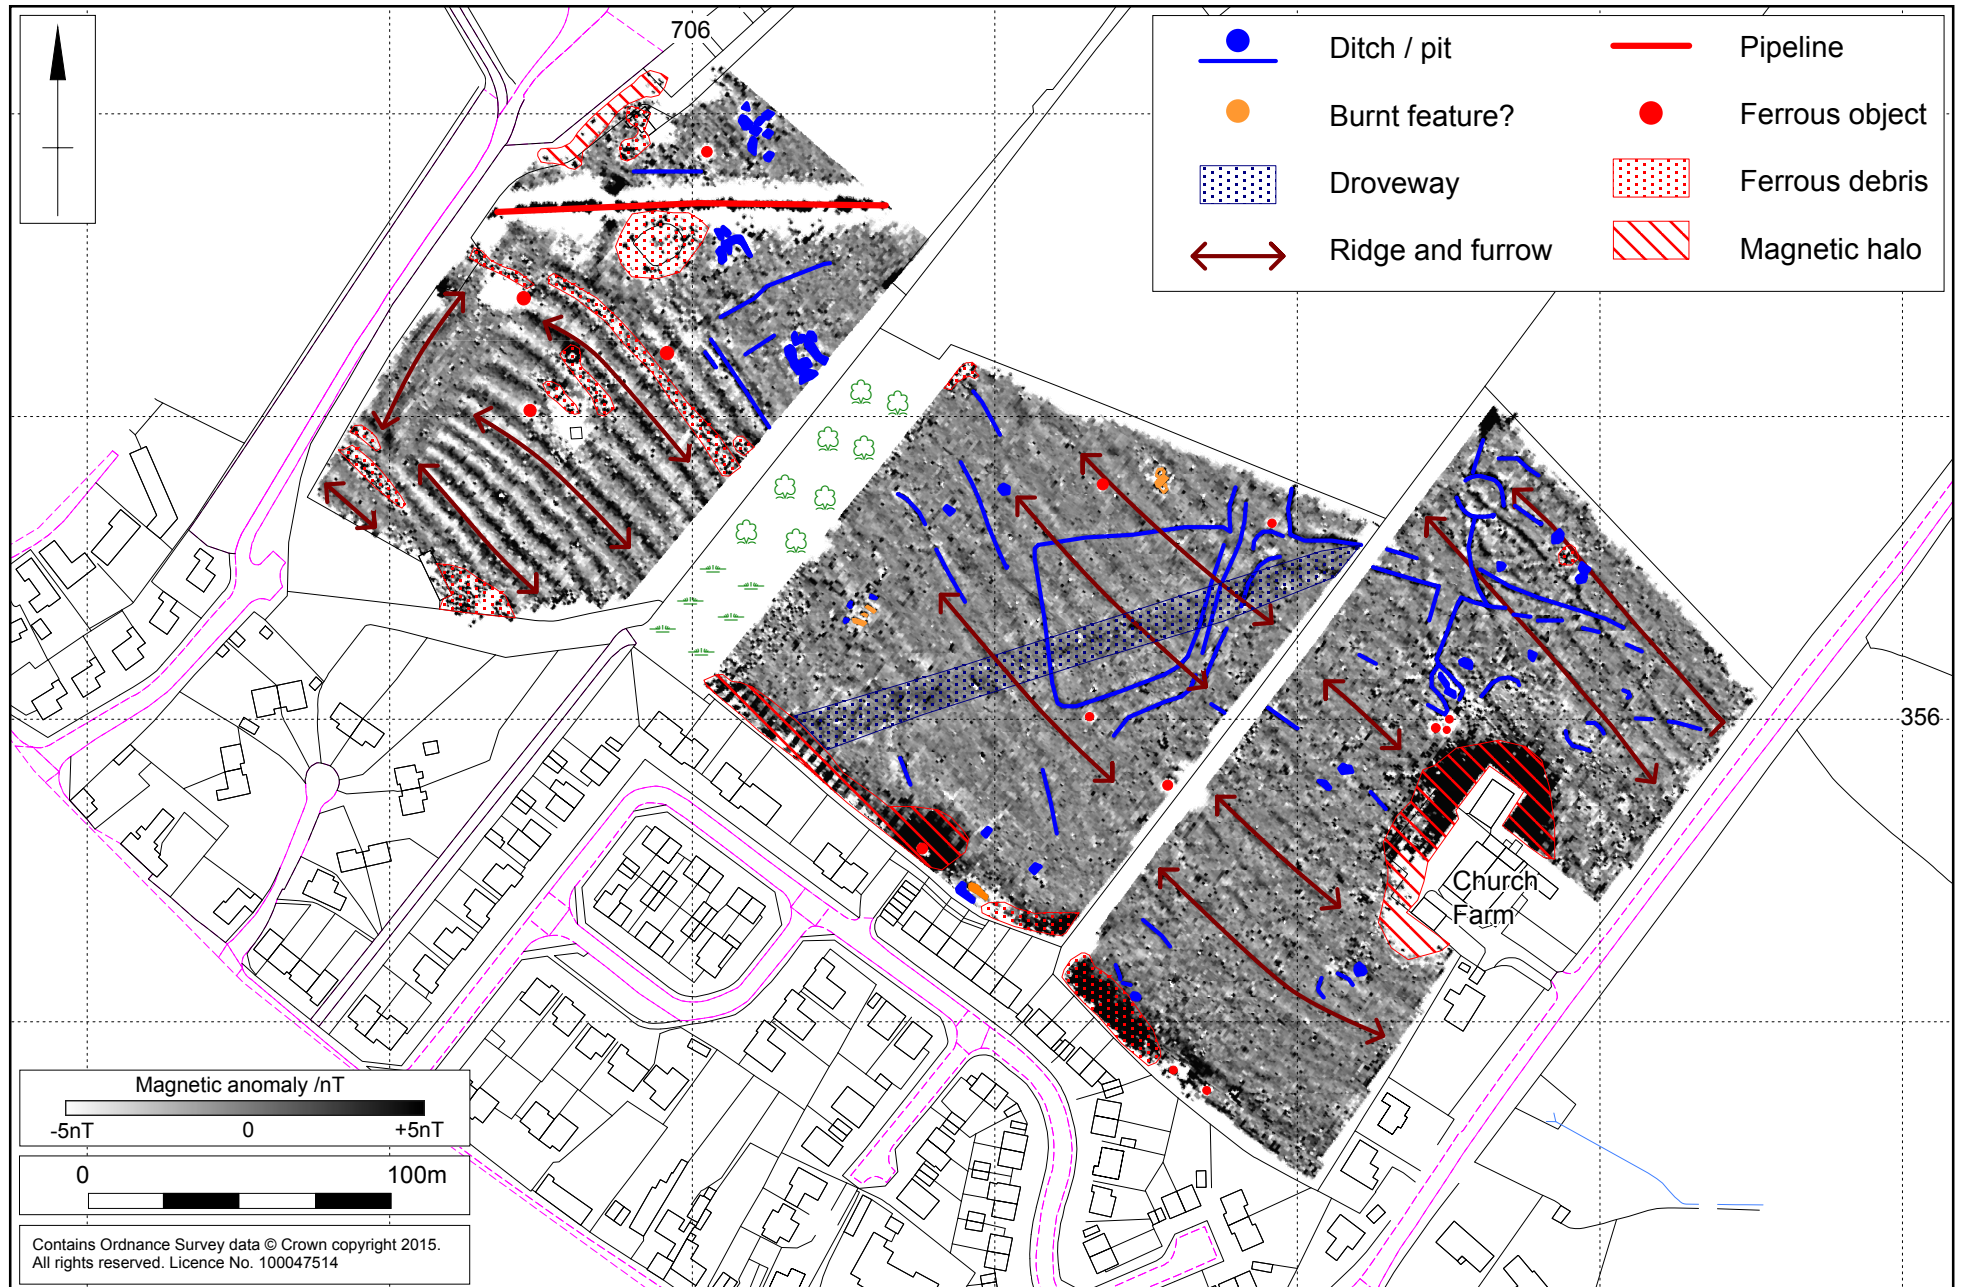 706
Ditch / pit
Pipeline
Burnt feature?
Ferrous object
Droveway
Ferrous debris
Ridge and furrow
Magnetic halo
356
Church
Farm
Magnetic anomaly /nT
-5nT 0 +5nT
0 100m
Contains Ordnance Survey data © Crown copyright 2015.
All rights reserved. Licence No. 100047514